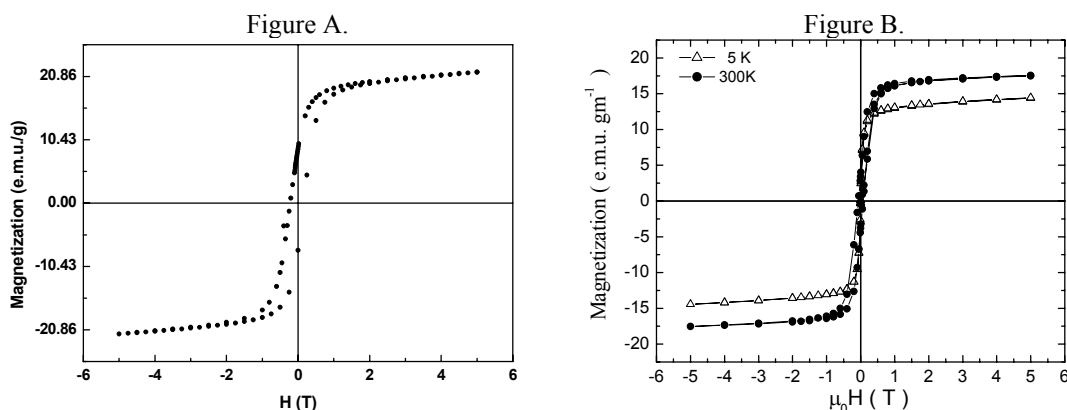 Figure A.
20.86
10.43
0.00
-10.43
-20.86
Magnetization (e.m.u./g)
-6 -4 -2 0 2 4 6
H (T)
Figure B.
5 K
300K
20
15
10
5
0
-5
-10
-15
-20
Magnetization ( e.m.u. gm⁻¹)
-6 -5 -4 -3 -2 -1 0 1 2 3 4 5 6
μ₀H ( T )